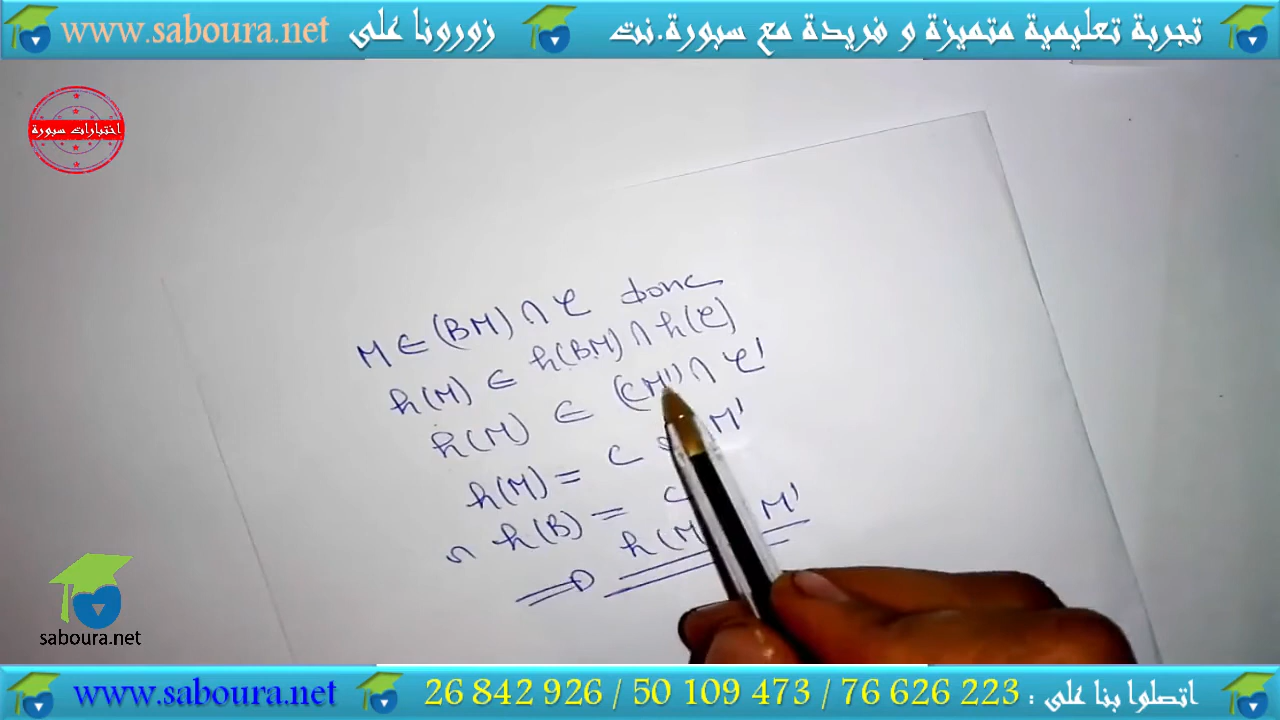 تجربة تعليمية متميزة و فريدة مع سبورة.نت زورونا على www.saboura.net
اختبارات سبورة
M ∈ (BM) ∩ 𝒞 donc
h(M) ∈ h(BM) ∩ h(𝒞)
h(M) ∈ (CM') ∩ 𝒞'
h(M) = C M'
h(B) = C
⟹ h(M M'
saboura.net
www.saboura.net 26 842 926 / 50 109 473 / 76 626 223 : اتصلوا بنا على